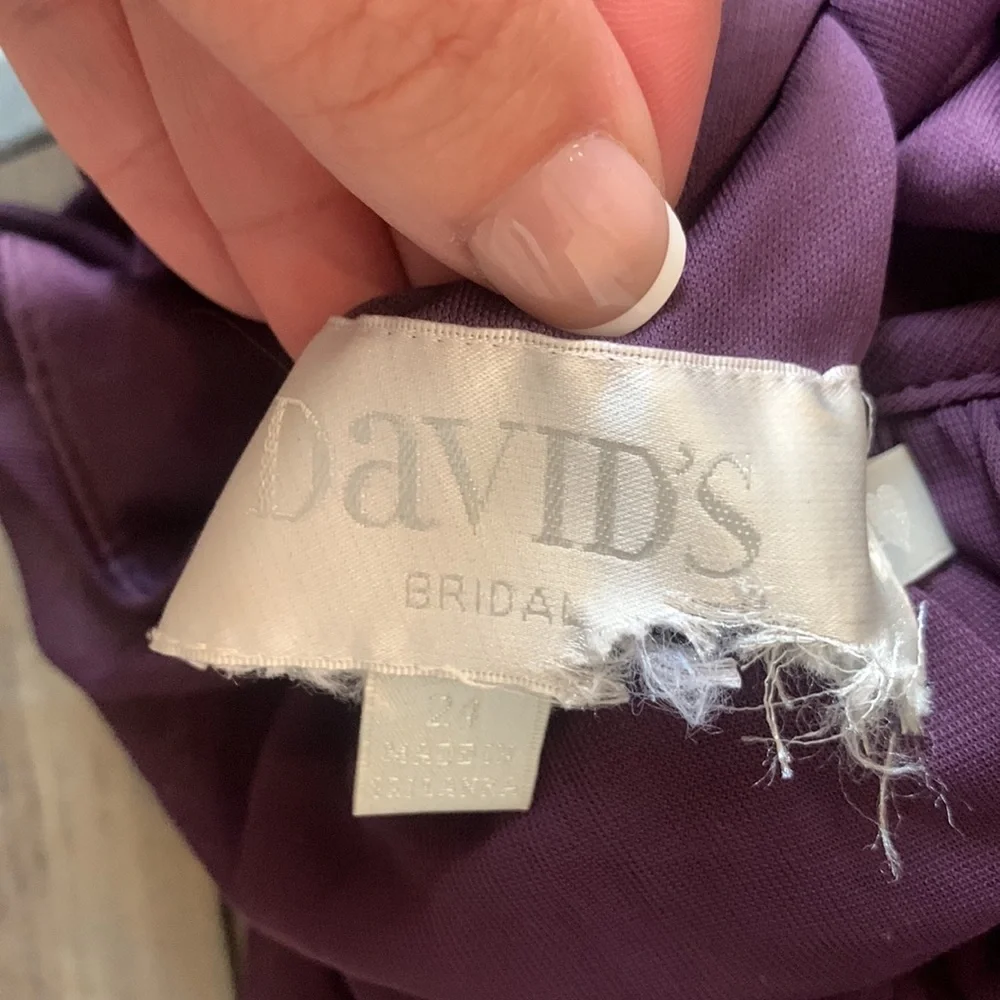 DaVID'S
BRIDAL
24
MADE IN
SRI LANKA